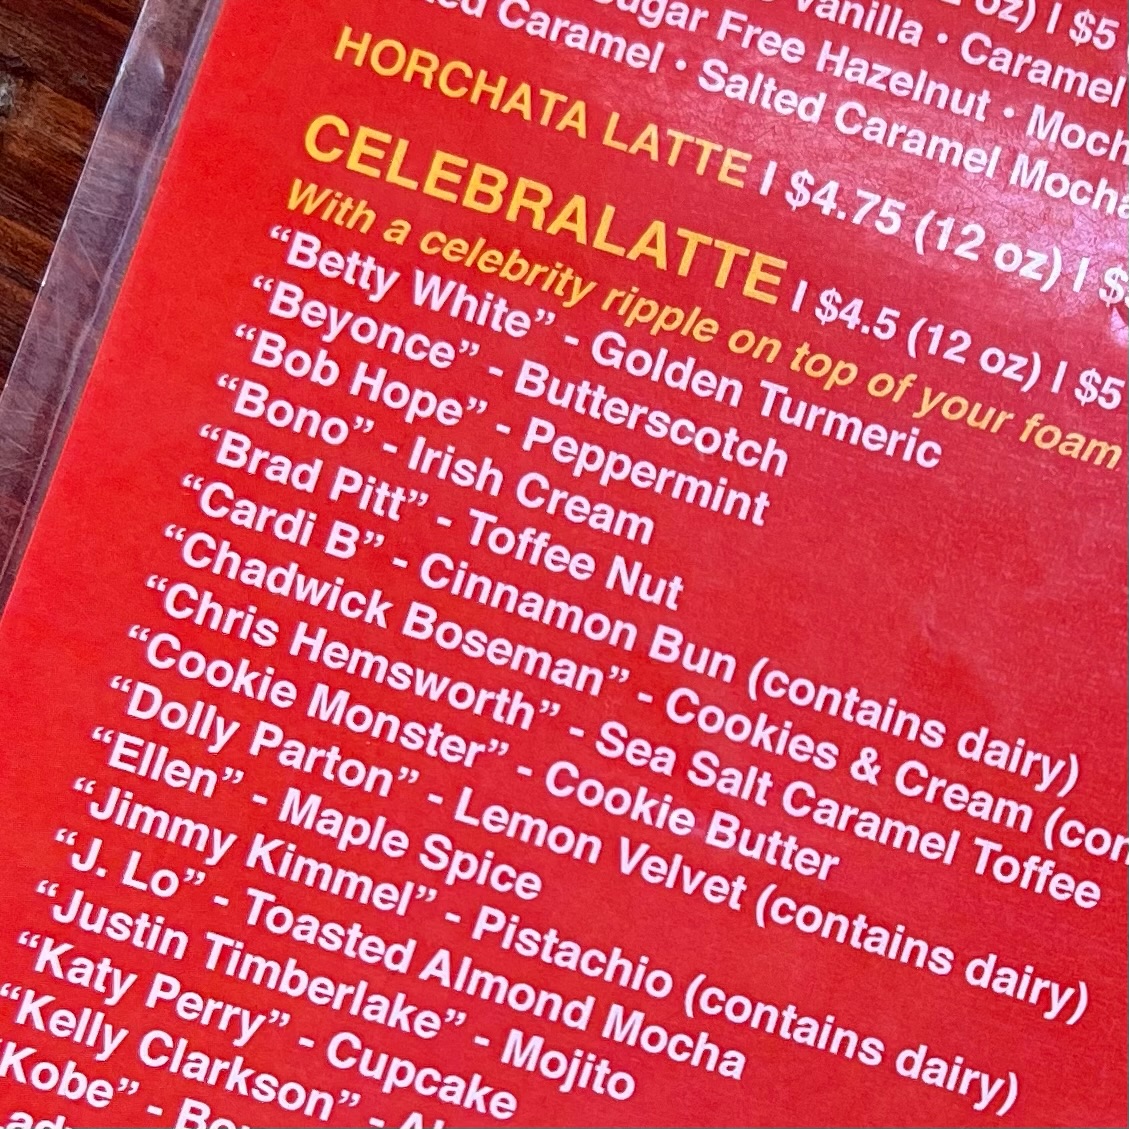 oz) | $5
Vanilla • Caramel
Sugar Free Hazelnut • Moch
Caramel • Salted Caramel Mocha
HORCHATA LATTE | $4.75 (12 oz) | $
CELEBRALATTE | $4.5 (12 oz) | $5
With a celebrity ripple on top of your foam
“Betty White” - Golden Turmeric
“Beyonce” - Butterscotch
“Bob Hope” - Peppermint
“Bono” - Irish Cream
“Brad Pitt” - Toffee Nut
“Cardi B” - Cinnamon Bun (contains dairy)
“Chadwick Boseman” - Cookies & Cream (con
“Chris Hemsworth” - Sea Salt Caramel Toffee
“Cookie Monster” - Cookie Butter
“Dolly Parton” - Lemon Velvet (contains dairy)
“Ellen” - Maple Spice
“Jimmy Kimmel” - Pistachio (contains dairy)
“J. Lo” - Toasted Almond Mocha
“Justin Timberlake” - Mojito
“Katy Perry” - Cupcake
“Kelly Clarkson” -
Kobe” -